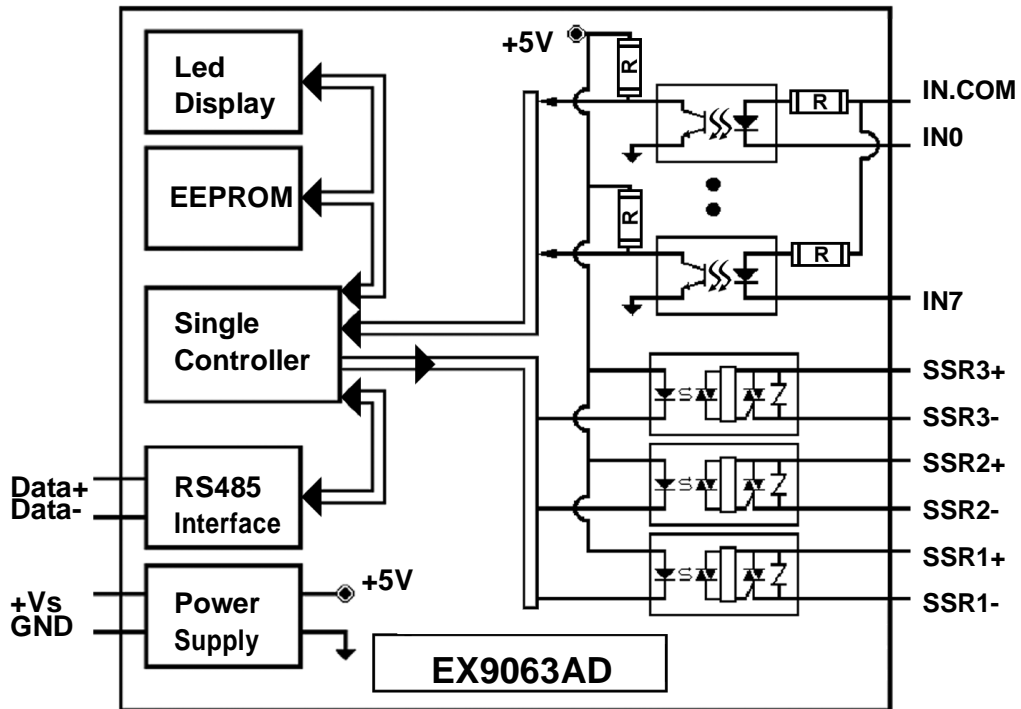 Led
Display
EEPROM
Single
Controller
RS485
Interface
Power
Supply
Data+
Data-
+Vs
GND
+5V
EX9063AD
+5V
R
R
IN.COM
IN0
R
R
IN7
SSR3+
SSR3-
SSR2+
SSR2-
SSR1+
SSR1-